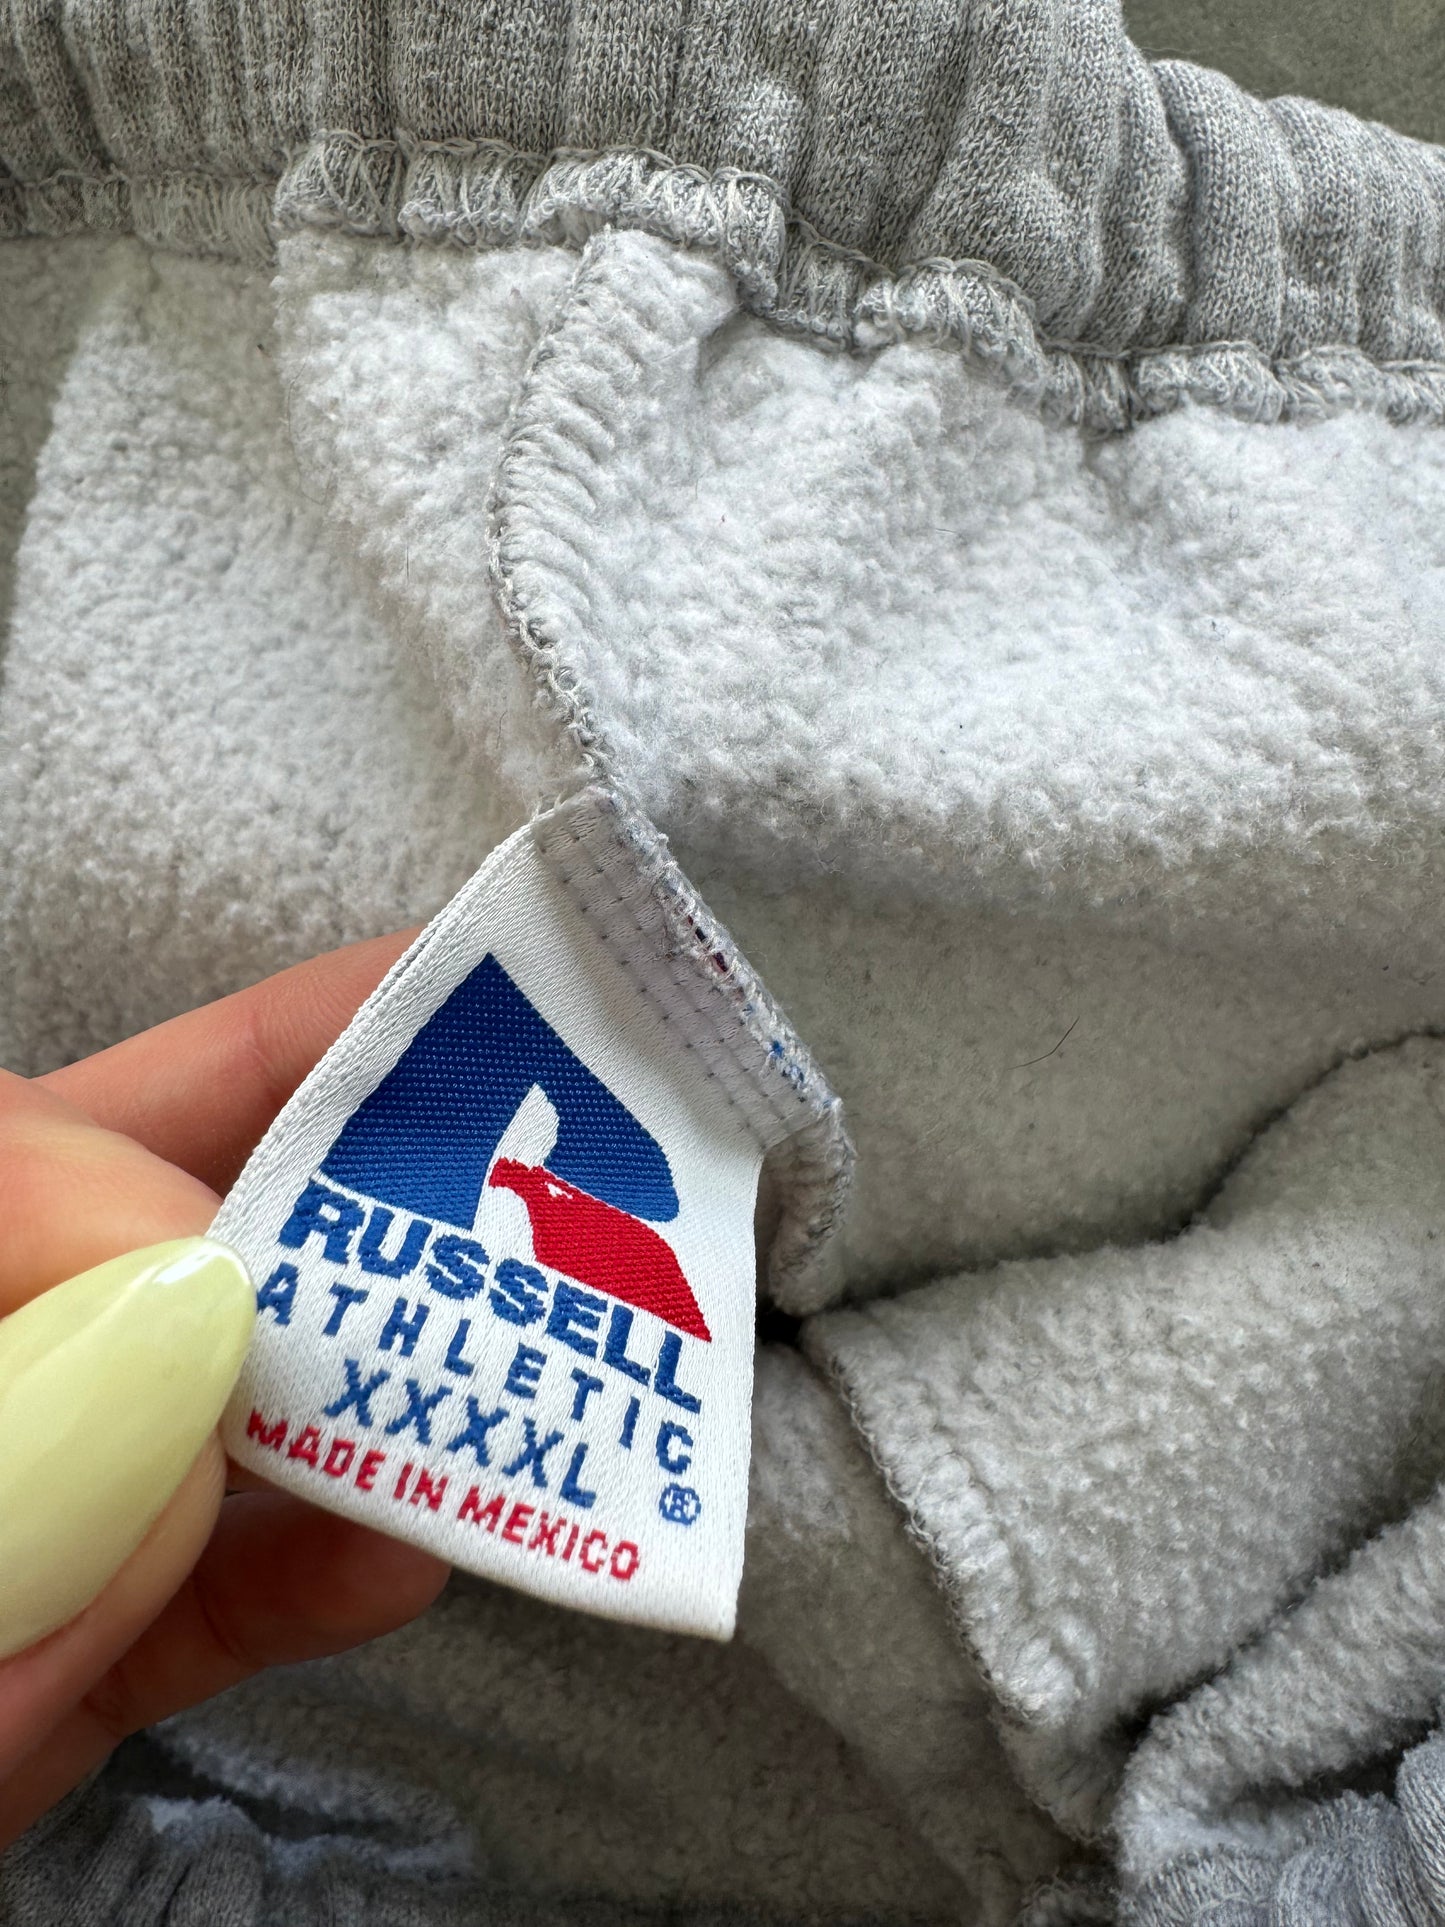 RUSSELL
ATHLETIC
XXXXL ®
MADE IN MEXICO